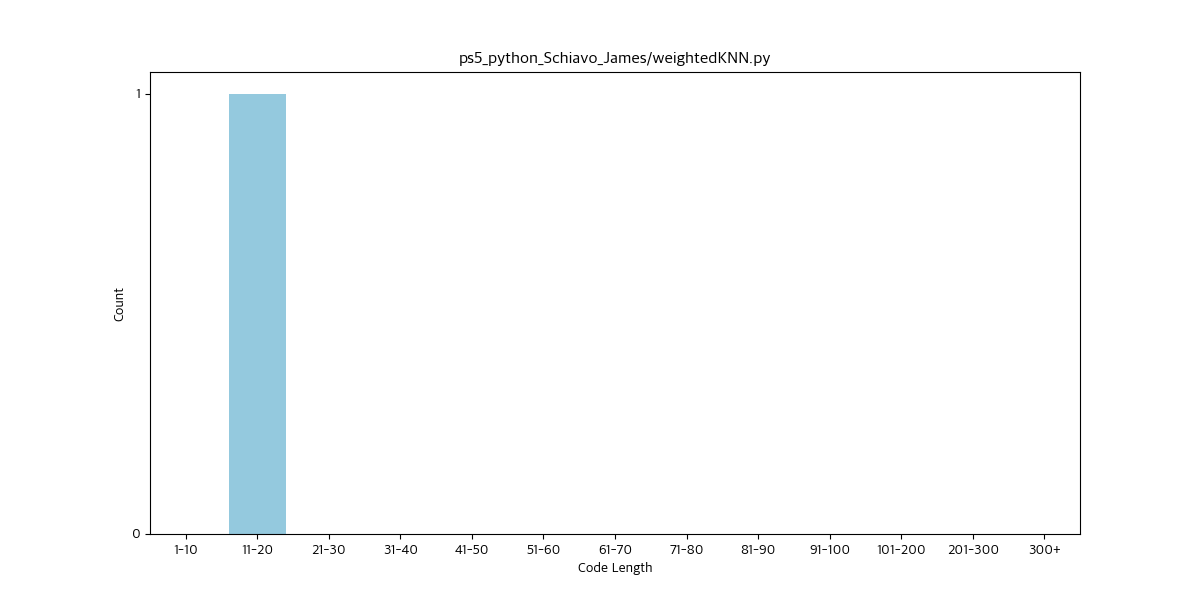 ps5_python_Schiavo_James/weightedKNN.py
1
Count
0
1-10 11-20 21-30 31-40 41-50 51-60 61-70 71-80 81-90 91-100 101-200 201-300 300+
Code Length